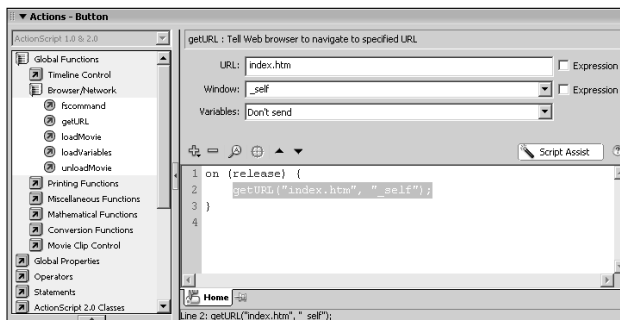 Actions - Button
ActionScript 1.0 & 2.0
Global Functions
Timeline Control
Browser/Network
fscommand
getURL
loadMovie
loadVariables
unloadMovie
Printing Functions
Miscellaneous Functions
Mathematical Functions
Conversion Functions
Movie Clip Control
Global Properties
Operators
Statements
ActionScript 2.0 Classes
getURL : Tell Web browser to navigate to specified URL
URL: index.htm Expression
Window: _self Expression
Variables: Don't send
Script Assist
1 on (release) {
2 getURL("index.htm", "_self");
3 }
4
Home
Line 2: getURL("index.htm", "_self");